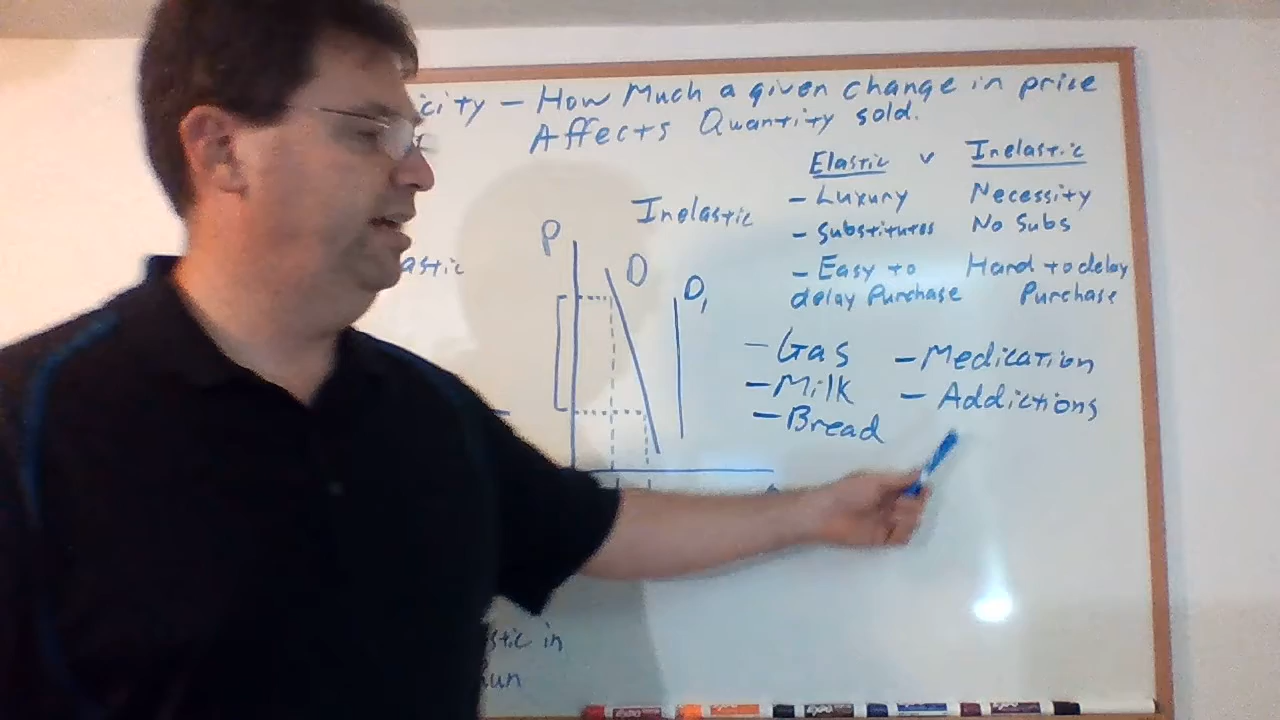 icity – How Much a given change in price
Affects Quantity sold.
Elastic v Inelastic
- Luxury Necessity
- Substitutes No Subs
- Easy to delay Purchase Hard to delay Purchase
Inelastic
astic
P
D
D1
- Gas
- Milk
- Bread
- Medication
- Addictions
stic in
un